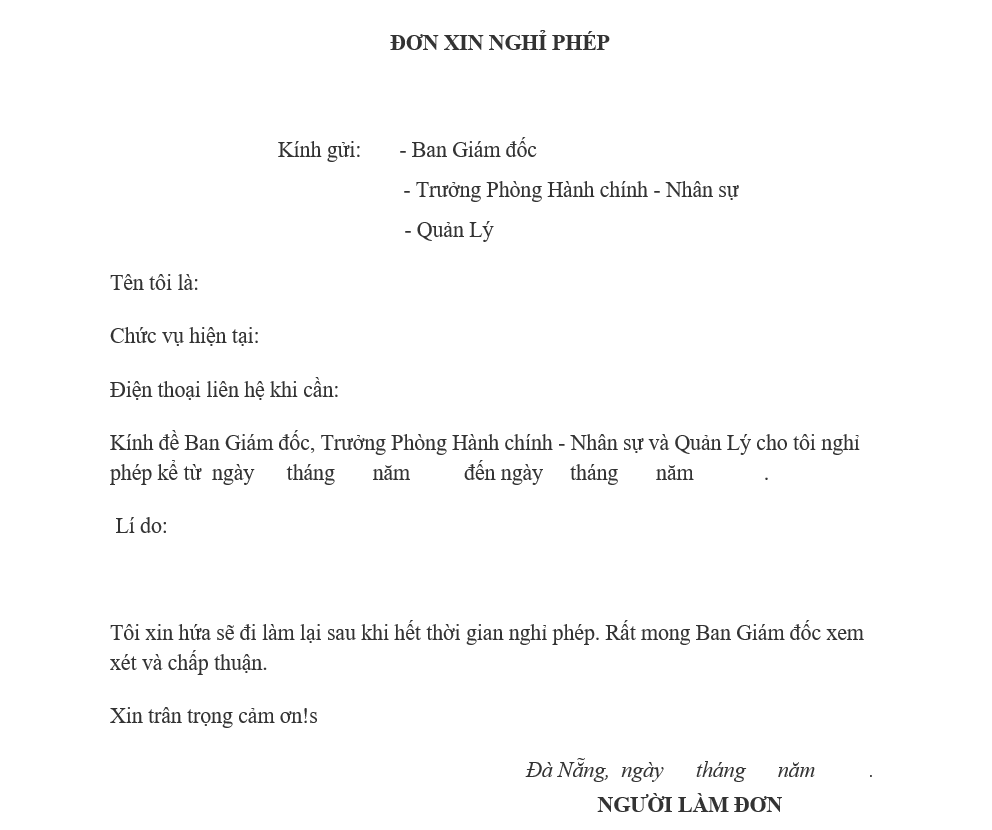 ĐƠN XIN NGHỈ PHÉP
Kính gửi: - Ban Giám đốc
- Trưởng Phòng Hành chính - Nhân sự
- Quản Lý
Tên tôi là:
Chức vụ hiện tại:
Điện thoại liên hệ khi cần:
Kính đề Ban Giám đốc, Trưởng Phòng Hành chính - Nhân sự và Quản Lý cho tôi nghỉ
phép kể từ ngày tháng năm đến ngày tháng năm .
Lí do:
Tôi xin hứa sẽ đi làm lại sau khi hết thời gian nghỉ phép. Rất mong Ban Giám đốc xem
xét và chấp thuận.
Xin trân trọng cảm ơn!s
Đà Nẵng, ngày tháng năm .
NGƯỜI LÀM ĐƠN